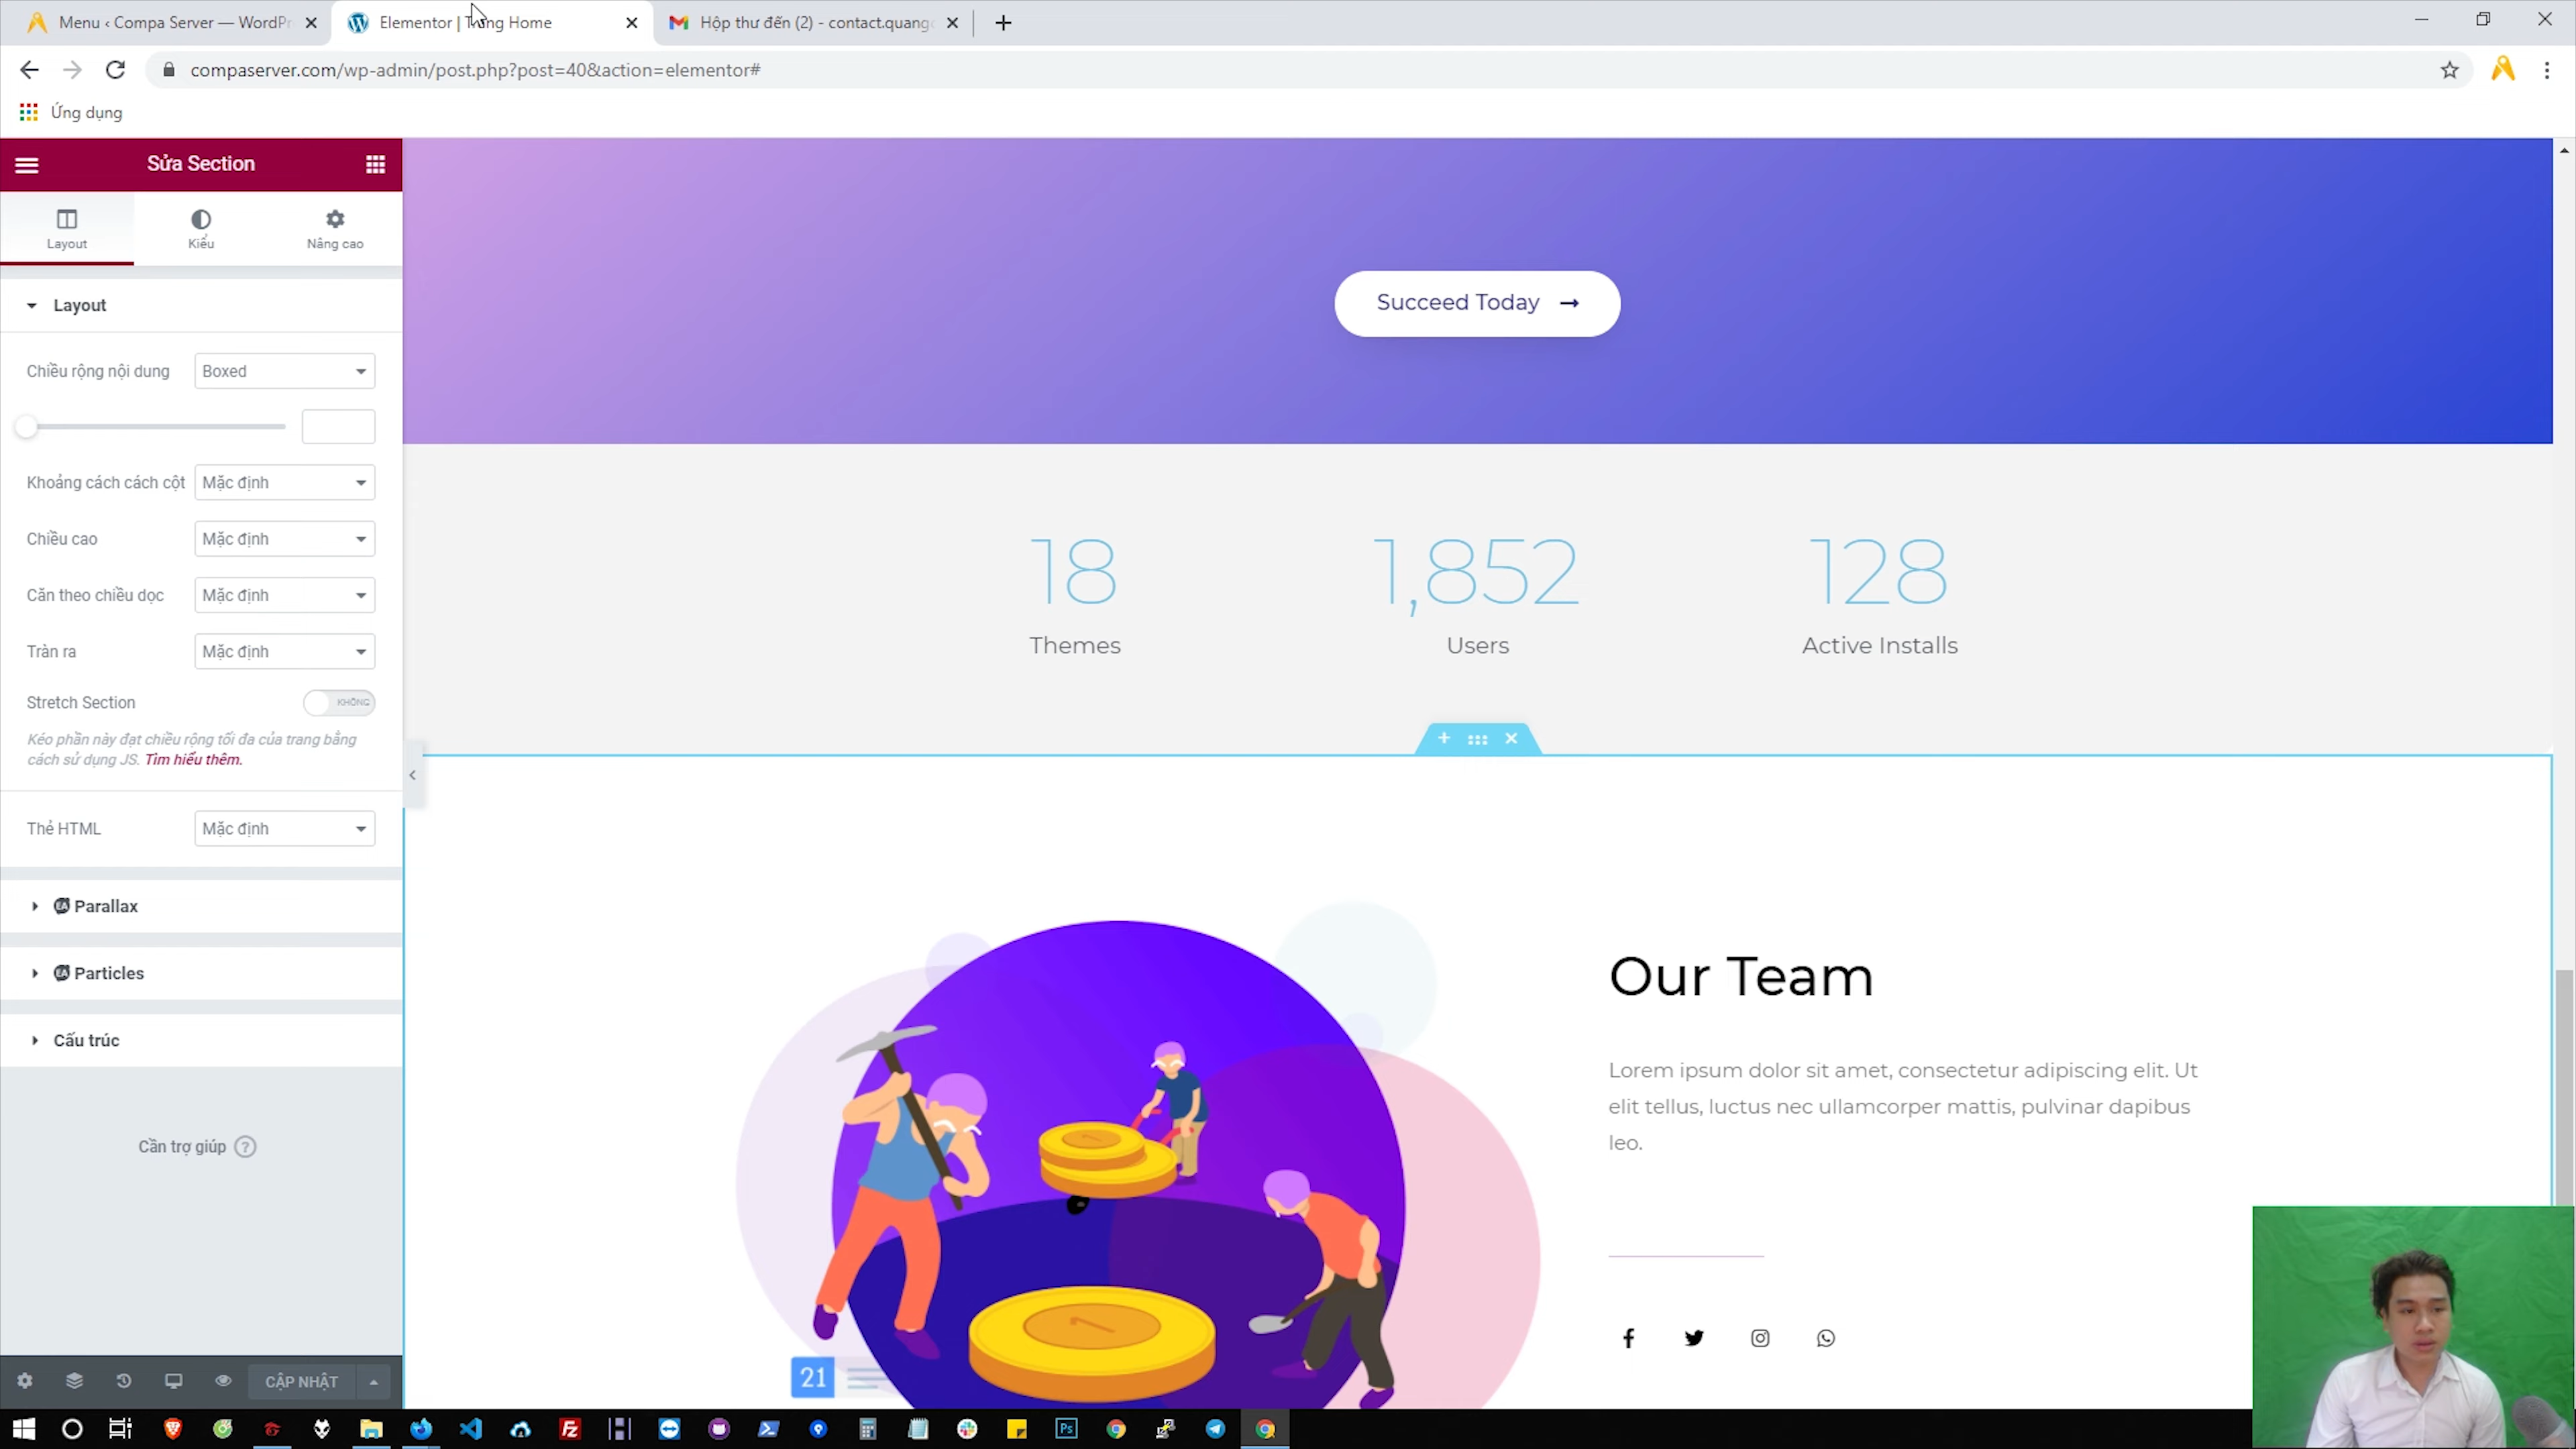 Menu ‹ Compa Server — WordPr
Elementor | Trang Home
Hộp thư đến (2) - contact.quang
compaserver.com/wp-admin/post.php?post=40&action=elementor#
Ứng dụng
Sửa Section
Layout
Kiểu
Nâng cao
Layout
Chiều rộng nội dung
Boxed
Khoảng cách cách cột
Mặc định
Chiều cao
Mặc định
Căn theo chiều dọc
Mặc định
Tràn ra
Mặc định
Stretch Section
KHÔNG
Kéo phần này đạt chiều rộng tối đa của trang bằng
cách sử dụng JS. Tìm hiểu thêm.
Thẻ HTML
Mặc định
Parallax
Particles
Cấu trúc
Cần trợ giúp
CẬP NHẬT
Succeed Today
18
Themes
1,852
Users
128
Active Installs
Our Team
Lorem ipsum dolor sit amet, consectetur adipiscing elit. Ut
elit tellus, luctus nec ullamcorper mattis, pulvinar dapibus
leo.
21